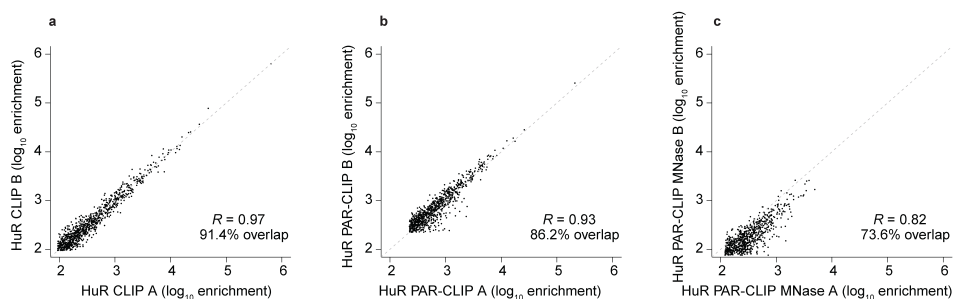 a
HuR CLIP B (log10 enrichment)
6
5
4
3
2
R = 0.97
91.4% overlap
2 3 4 5 6
HuR CLIP A (log10 enrichment)
b
HuR PAR-CLIP B (log10 enrichment)
6
5
4
3
2
R = 0.93
86.2% overlap
2 3 4 5 6
HuR PAR-CLIP A (log10 enrichment)
c
HuR PAR-CLIP MNase B (log10 enrichment)
6
5
4
3
2
R = 0.82
73.6% overlap
2 3 4 5 6
HuR PAR-CLIP MNase A (log10 enrichment)